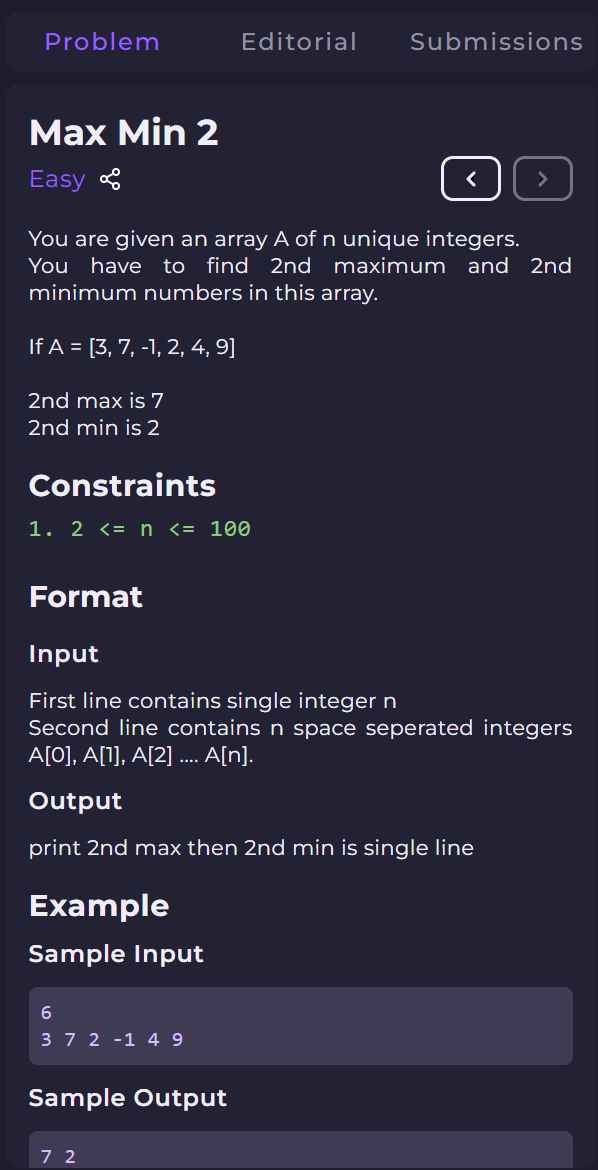 Problem
Editorial
Submissions
Max Min 2
Easy
You are given an array A of n unique integers.
You have to find 2nd maximum and 2nd
minimum numbers in this array.
If A = [3, 7, -1, 2, 4, 9]
2nd max is 7
2nd min is 2
Constraints
1. 2 <= n <= 100
Format
Input
First line contains single integer n
Second line contains n space seperated integers
A[0], A[1], A[2] .... A[n].
Output
print 2nd max then 2nd min is single line
Example
Sample Input
6
3 7 2 -1 4 9
Sample Output
7 2